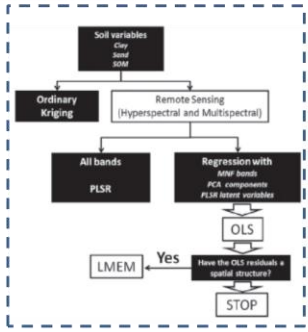 Soil variables
Clay
Sand
SOM
Ordinary
Kriging
Remote Sensing
(Hyperspectral and Multispectral)
All bands
PLSR
Regression with
MNF bands
PCA components
PLSR latent variables
OLS
Have the OLS residuals a
spatial structure?
Yes
LMEM
STOP